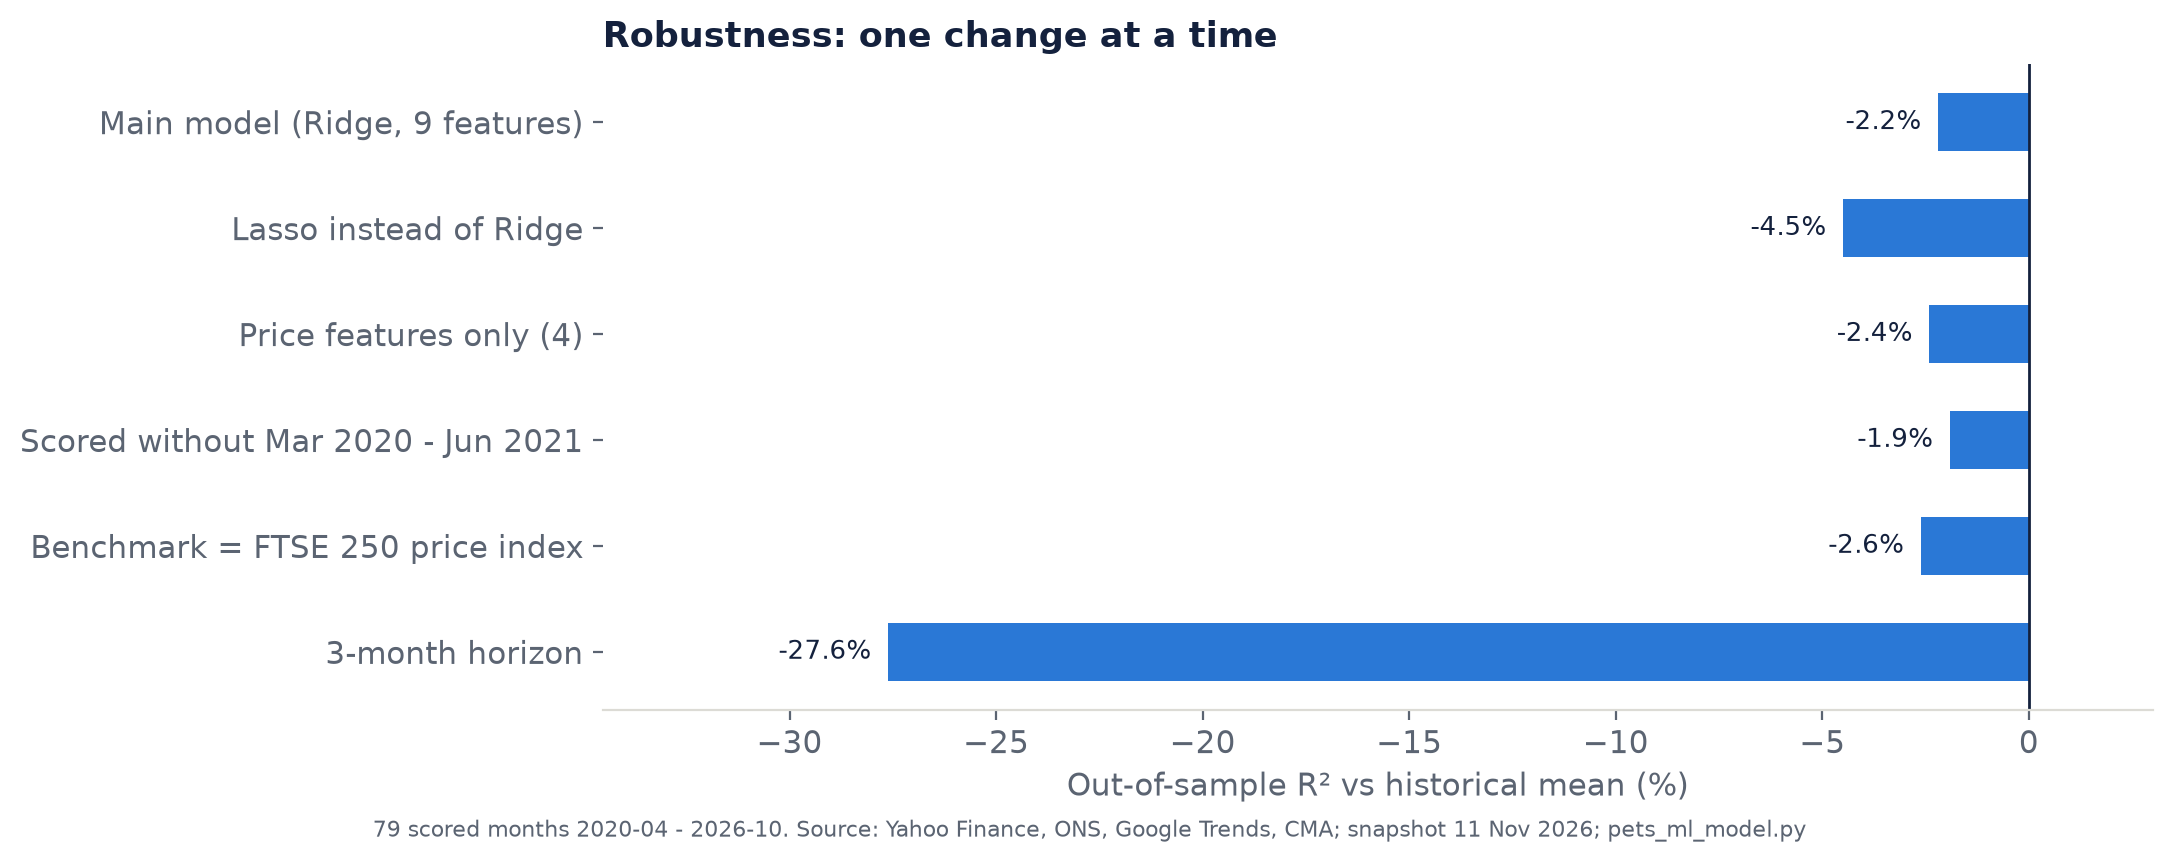 Robustness: one change at a time
Main model (Ridge, 9 features)
-2.2%
Lasso instead of Ridge
-4.5%
Price features only (4)
-2.4%
Scored without Mar 2020 - Jun 2021
-1.9%
Benchmark = FTSE 250 price index
-2.6%
3-month horizon
-27.6%
−30 −25 −20 −15 −10 −5 0
Out-of-sample R² vs historical mean (%)
79 scored months 2020-04 - 2026-10. Source: Yahoo Finance, ONS, Google Trends, CMA; snapshot 11 Nov 2026; pets_ml_model.py